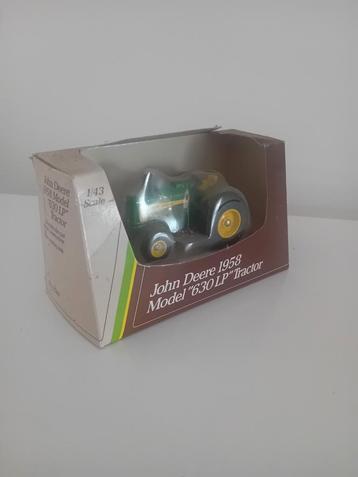 John Deere
1958 Model
"630 LP"
Tractor
1/43
Scale
John Deere 1958
Model "630 LP" Tractor